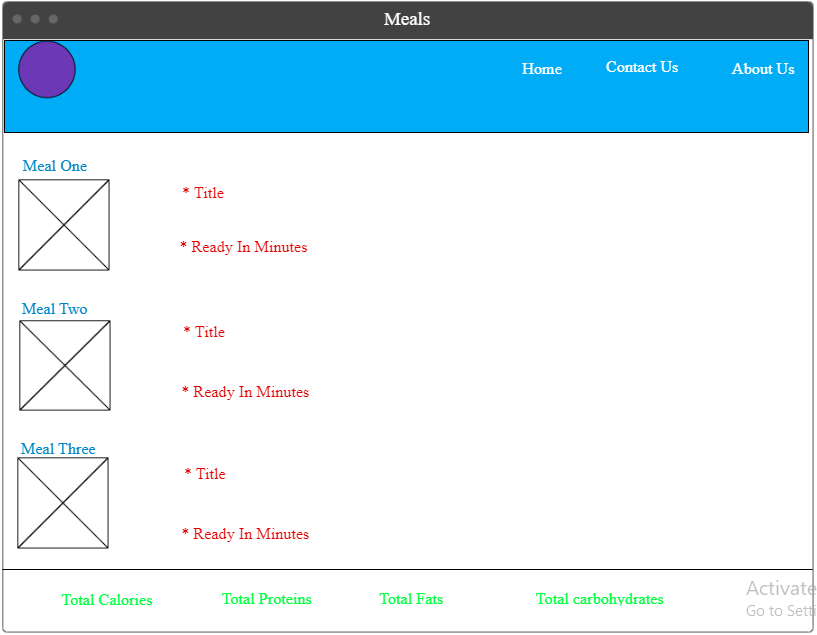 Meals
Home Contact Us About Us
Meal One
* Title
* Ready In Minutes
Meal Two
* Title
* Ready In Minutes
Meal Three
* Title
* Ready In Minutes
Total Calories Total Proteins Total Fats Total carbohydrates
Activate
Go to Setti